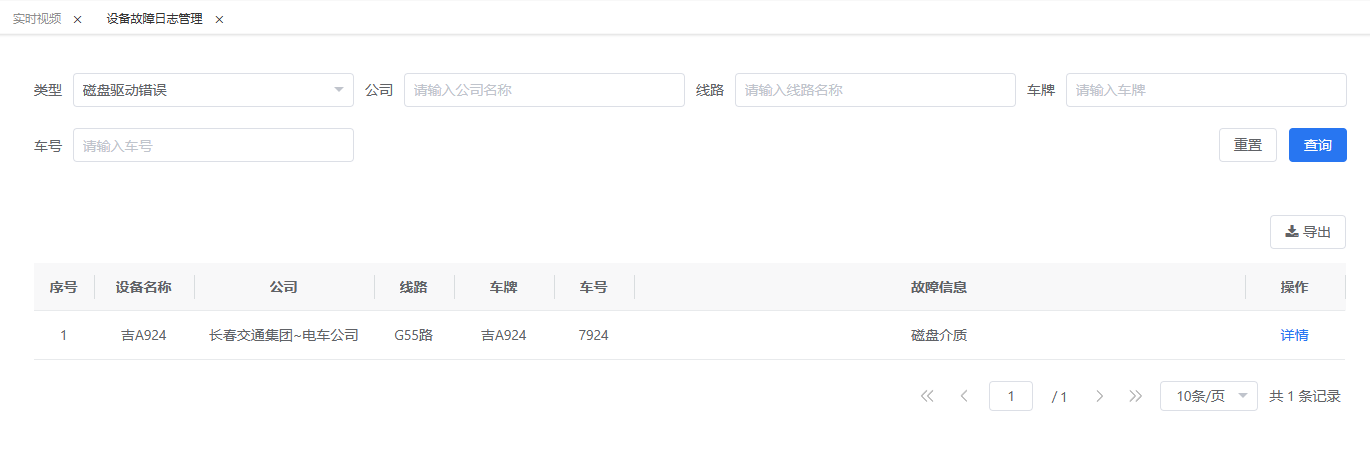 实时视频 × 设备故障日志管理 ×
类型 磁盘驱动错误 公司 请输入公司名称 线路 请输入线路名称 车牌 请输入车牌
车号 请输入车号 重置 查询
导出
序号 设备名称 公司 线路 车牌 车号 故障信息 操作
1 吉A924 长春交通集团~电车公司 G55路 吉A924 7924 磁盘介质 详情
1 / 1 10条/页 共 1 条记录